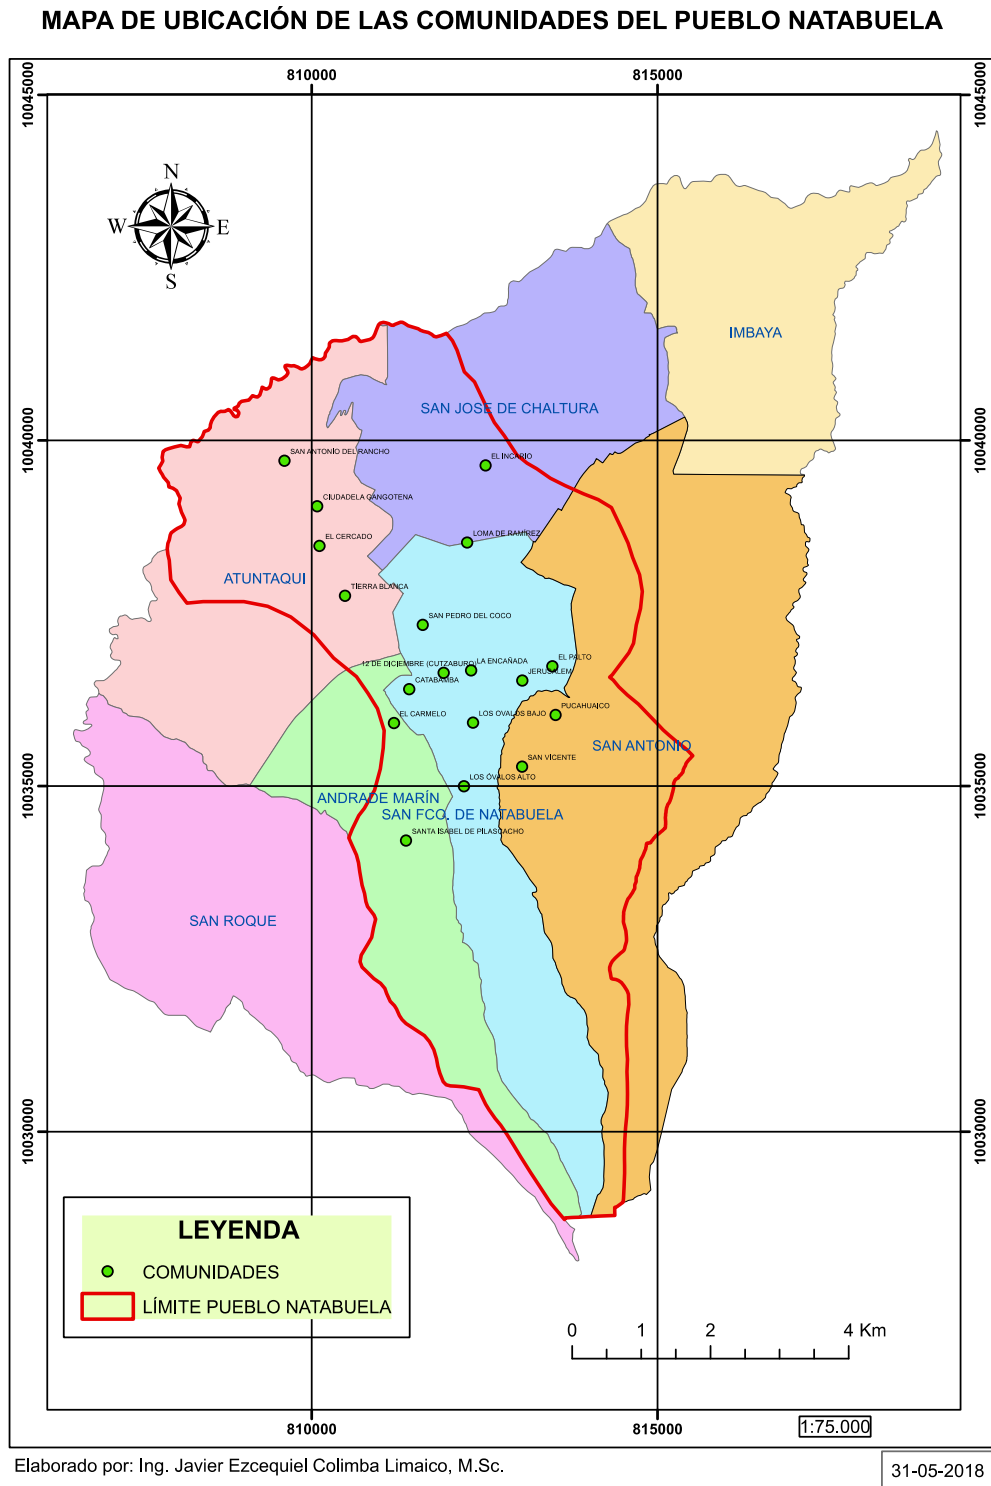 MAPA DE UBICACIÓN DE LAS COMUNIDADES DEL PUEBLO NATABUELA
810000
815000
10045000
10045000
N
W
E
S
IMBAYA
SAN JOSE DE CHALTURA
10040000
10040000
SAN ANTONIO DEL RANCHO
EL INCARIO
CIUDADELA GANGOTENA
LOMA DE RAMÍREZ
EL CERCADO
ATUNTAQUI
TIERRA BLANCA
SAN PEDRO DEL COCO
12 DE DICIEMBRE (CUTZABURO)
LA ENCAÑADA
EL PALTO
CATABAMBA
JERUSALEM
EL CARMELO
LOS OVALOS BAJO
PUCAHUAICO
SAN ANTONIO
SAN VICENTE
LOS ÓVALOS ALTO
10035000
10035000
ANDRADE MARÍN
SAN FCO. DE NATABUELA
SANTA ISABEL DE PILASCACHO
SAN ROQUE
10030000
10030000
LEYENDA
COMUNIDADES
LÍMITE PUEBLO NATABUELA
0 1 2 4 Km
810000
815000
1:75.000
Elaborado por: Ing. Javier Ezcequiel Colimba Limaico, M.Sc.
31-05-2018